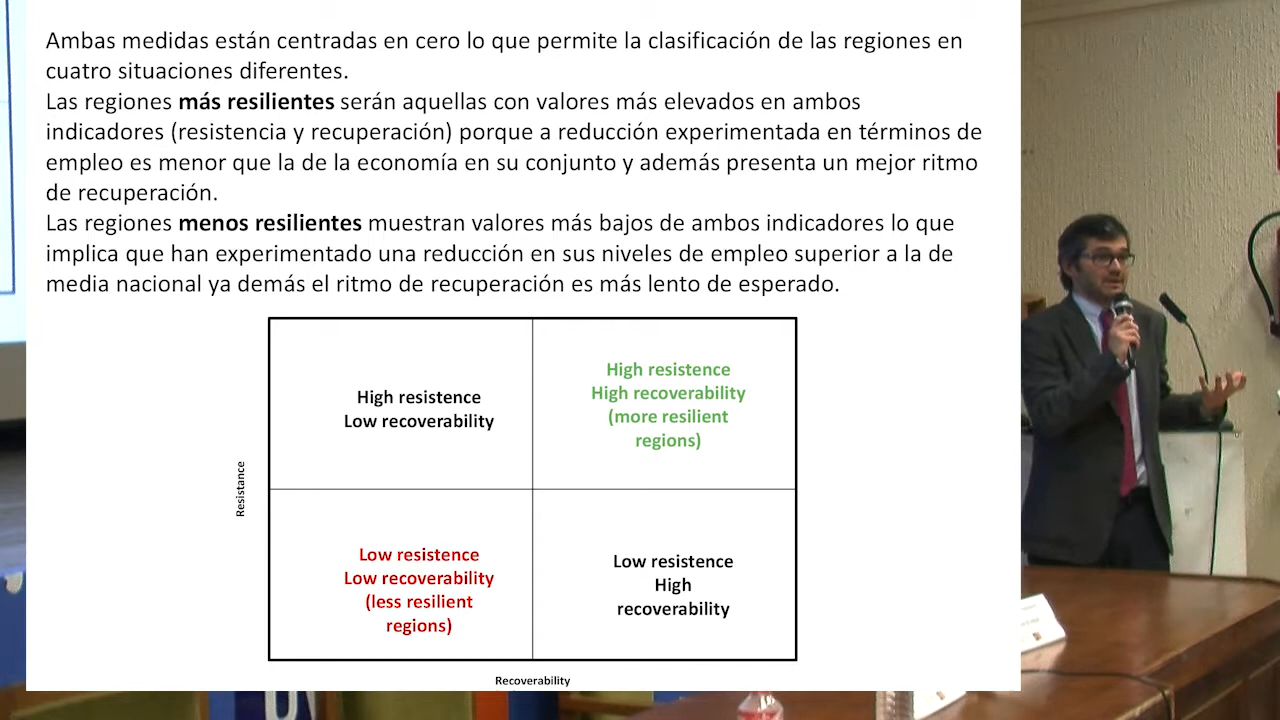 Ambas medidas están centradas en cero lo que permite la clasificación de las regiones en
cuatro situaciones diferentes.
Las regiones más resilientes serán aquellas con valores más elevados en ambos
indicadores (resistencia y recuperación) porque a reducción experimentada en términos de
empleo es menor que la de la economía en su conjunto y además presenta un mejor ritmo
de recuperación.
Las regiones menos resilientes muestran valores más bajos de ambos indicadores lo que
implica que han experimentado una reducción en sus niveles de empleo superior a la de
media nacional ya demás el ritmo de recuperación es más lento de esperado.
High resistence
Low recoverability
High resistence
High recoverability
(more resilient
regions)
Resistance
Low resistence
Low recoverability
(less resilient
regions)
Low resistence
High
recoverability
Recoverability